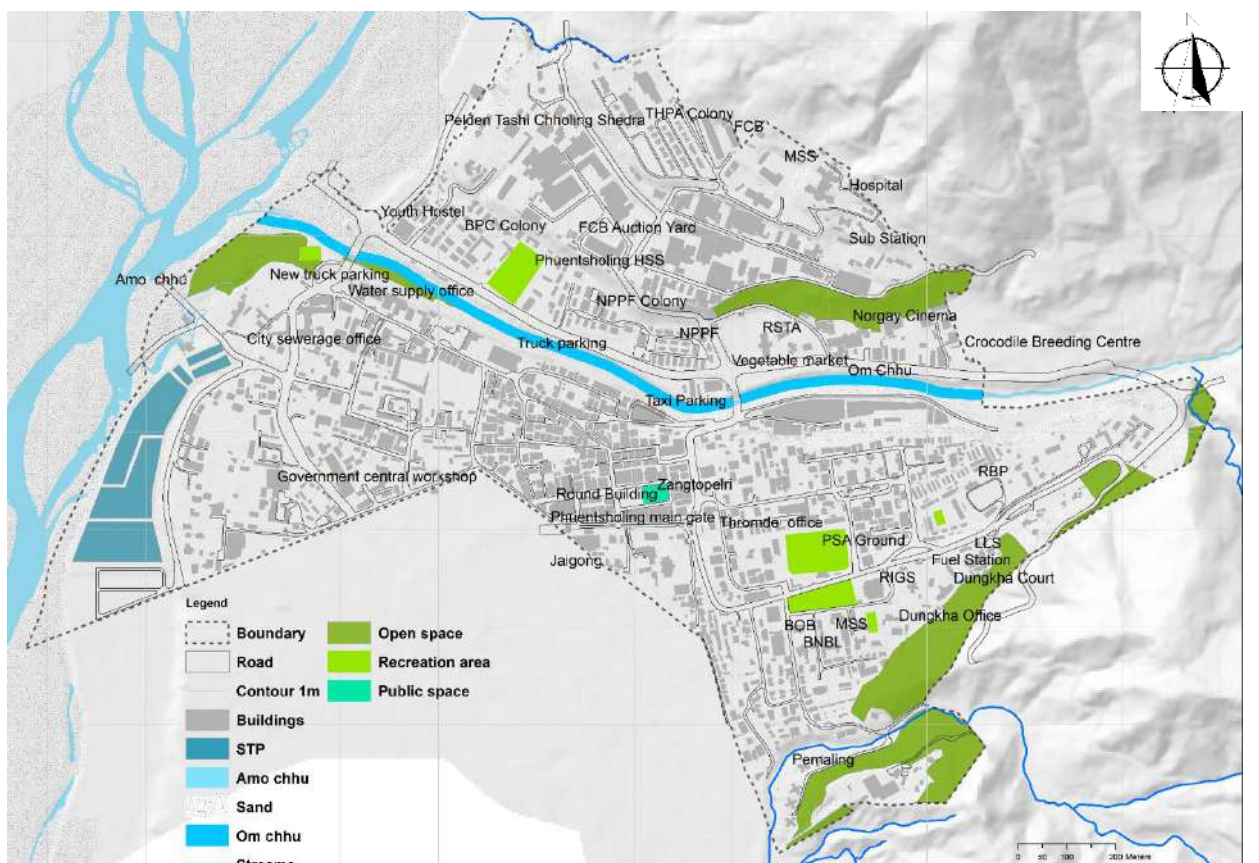 N
Pelden Tashi Chholing Shedra
THPA Colony
FCB
MSS
Hospital
Youth Hostel
BPC Colony
FCB Auction Yard
Sub Station
Phuentsholing HSS
Amo chhu
New truck parking
Water supply office
NPPF Colony
Norgay Cinema
NPPF
RSTA
City sewerage office
Truck parking
Vegetable market
Crocodile Breeding Centre
Om Chhu
Taxi Parking
Government central workshop
Round Building
Zangtopelri
RBP
Phuentsholing main gate
Thromde office
PSA Ground
LLS
Jaigong
Fuel Station
RIGS
Dungkha Court
BOB
MSS
Dungkha Office
BNBL
Pemaling
Legend
Boundary
Road
Contour 1m
Buildings
STP
Amo chhu
Sand
Om chhu
Open space
Recreation area
Public space
0 50 100 200 Meters